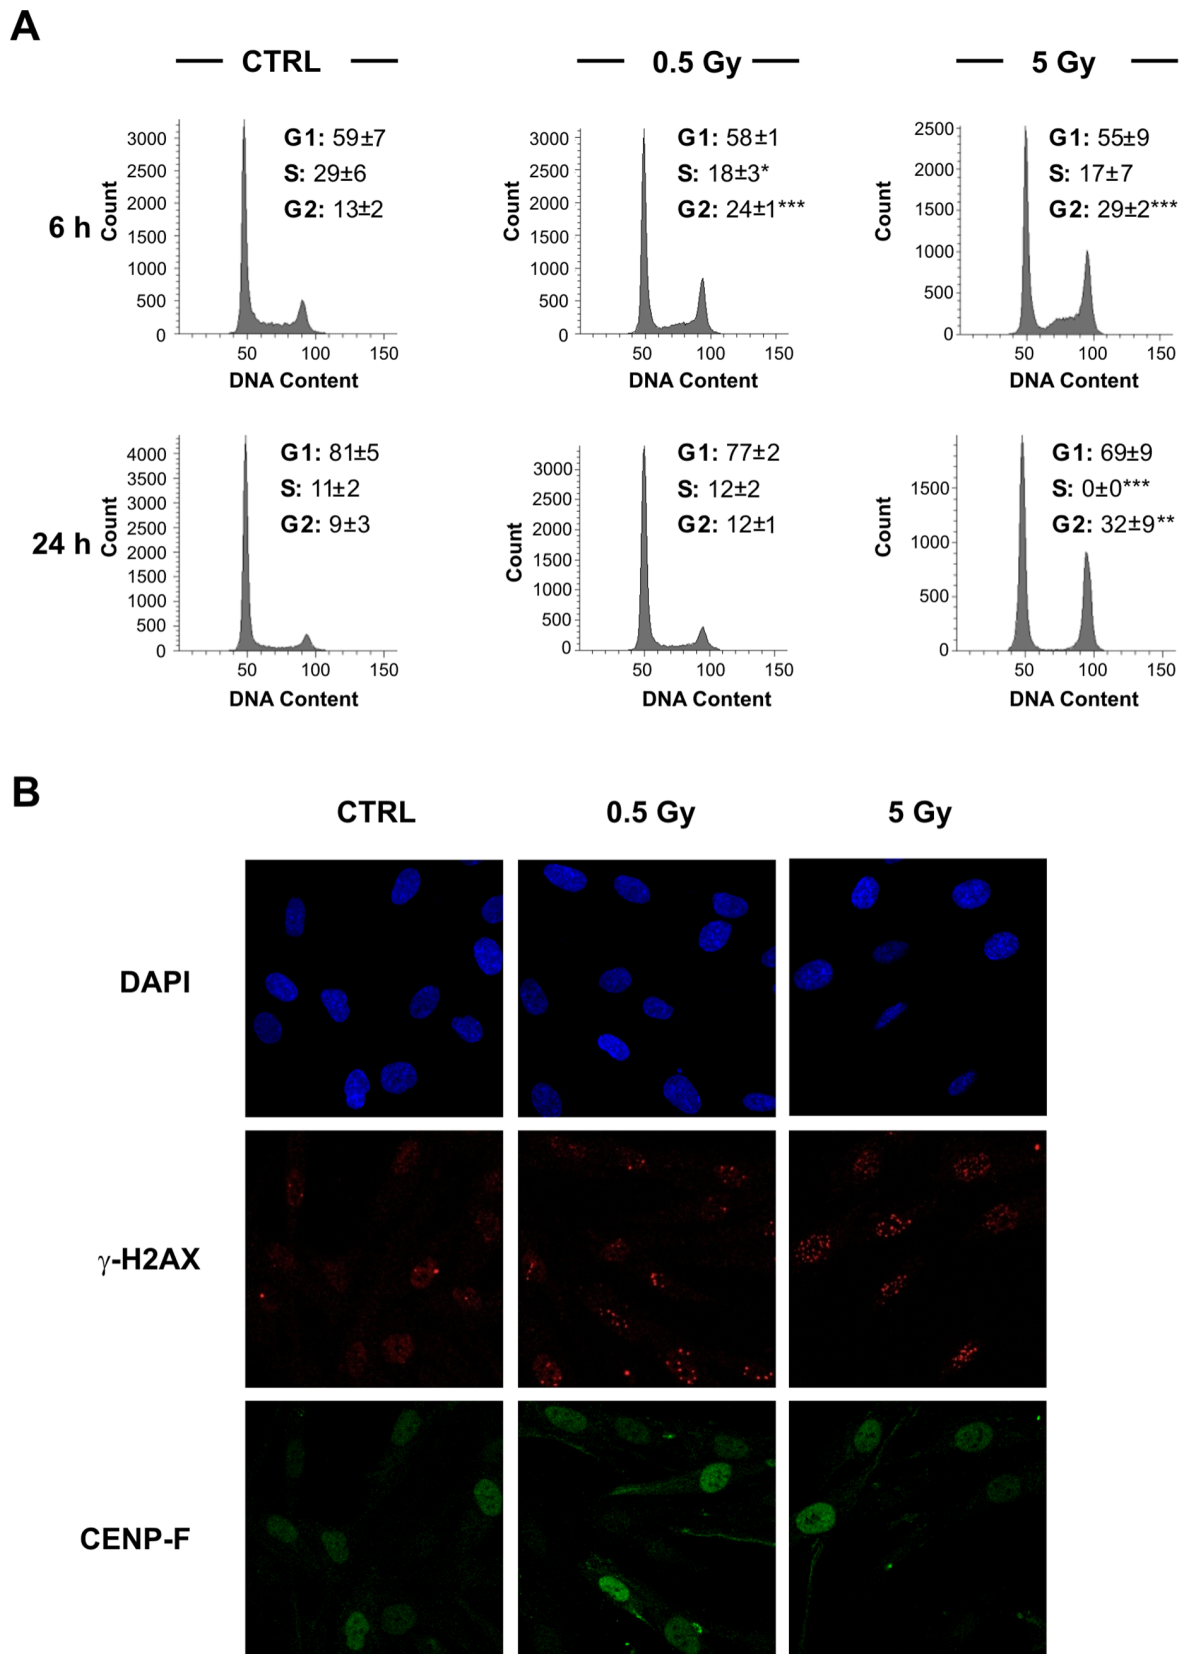 A
CTRL
0.5 Gy
5 Gy
6 h
Count
3000
2500
2000
1500
1000
500
0
50
100
150
DNA Content
G1: 59±7
S: 29±6
G2: 13±2
Count
3000
2500
2000
1500
1000
500
0
50
100
150
DNA Content
G1: 58±1
S: 18±3*
G2: 24±1***
Count
2500
2000
1500
1000
500
0
50
100
150
DNA Content
G1: 55±9
S: 17±7
G2: 29±2***
24 h
Count
4000
3500
3000
2500
2000
1500
1000
500
0
50
100
150
DNA Content
G1: 81±5
S: 11±2
G2: 9±3
Count
3000
2500
2000
1500
1000
500
0
50
100
150
DNA Content
G1: 77±2
S: 12±2
G2: 12±1
Count
1500
1000
500
0
50
100
150
DNA Content
G1: 69±9
S: 0±0***
G2: 32±9**
B
CTRL
0.5 Gy
5 Gy
DAPI
γ-H2AX
CENP-F